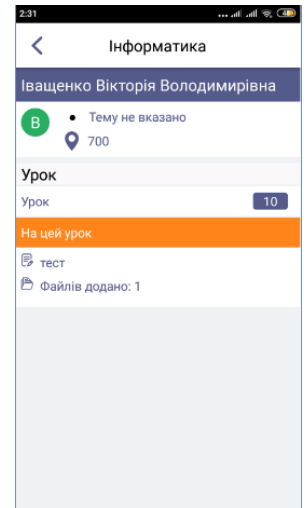 2:31
Інформатика
Іващенко Вікторія Володимирівна
В
Тему не вказано
700
Урок
Урок 10
На цей урок
тест
Файлів додано: 1